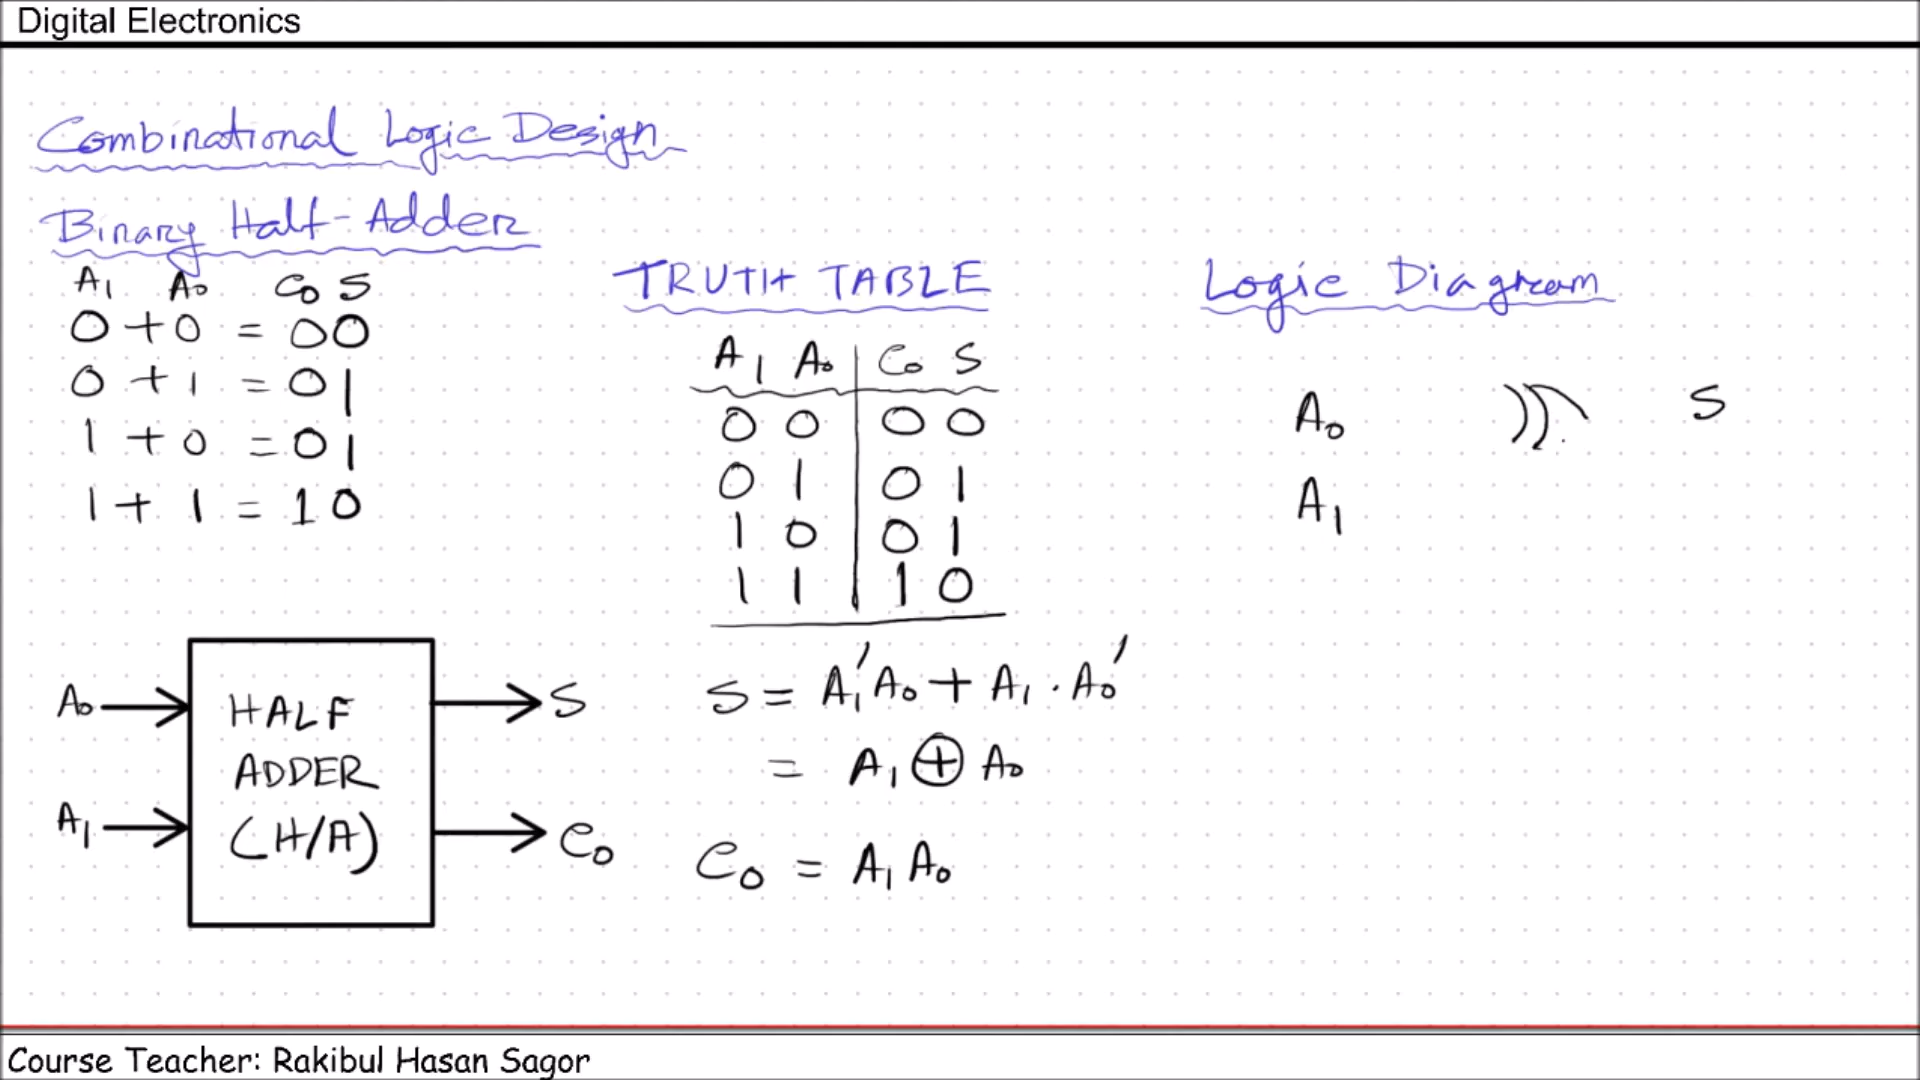 Digital Electronics
Combinational Logic Design
Binary Half-Adder
A₁ A₀ C₀ S
0 + 0 = 00
0 + 1 = 01
1 + 0 = 01
1 + 1 = 10
A₀
A₁
HALF
ADDER
(H/A)
S
C₀
TRUTH TABLE
A₁ A₀ C₀ S
0 0 0 0
0 1 0 1
1 0 0 1
1 1 1 0
S = A₁'A₀ + A₁ · A₀'
= A₁ ⊕ A₀
C₀ = A₁ A₀
Logic Diagram
A₀ S
A₁
Course Teacher: Rakibul Hasan Sagor